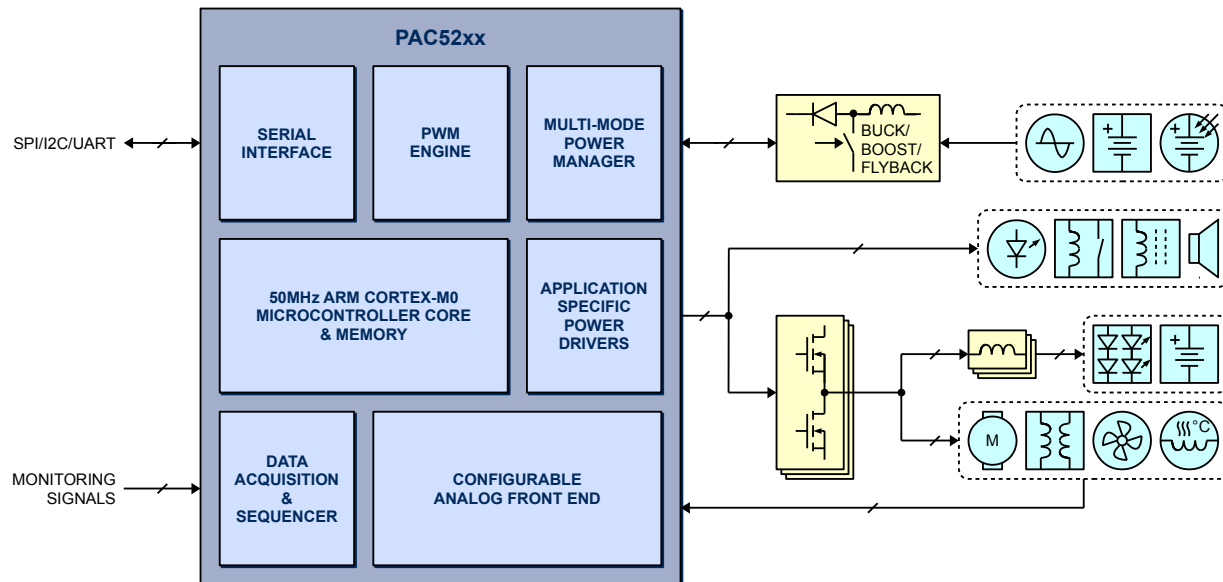 PAC52xx
SPI/I2C/UART
SERIAL
INTERFACE
PWM
ENGINE
MULTI-MODE
POWER
MANAGER
BUCK/
BOOST/
FLYBACK
+
+
50MHz ARM CORTEX-M0
MICROCONTROLLER CORE
& MEMORY
APPLICATION
SPECIFIC
POWER
DRIVERS
+
M
°C
MONITORING
SIGNALS
DATA
ACQUISITION
&
SEQUENCER
CONFIGURABLE
ANALOG FRONT END